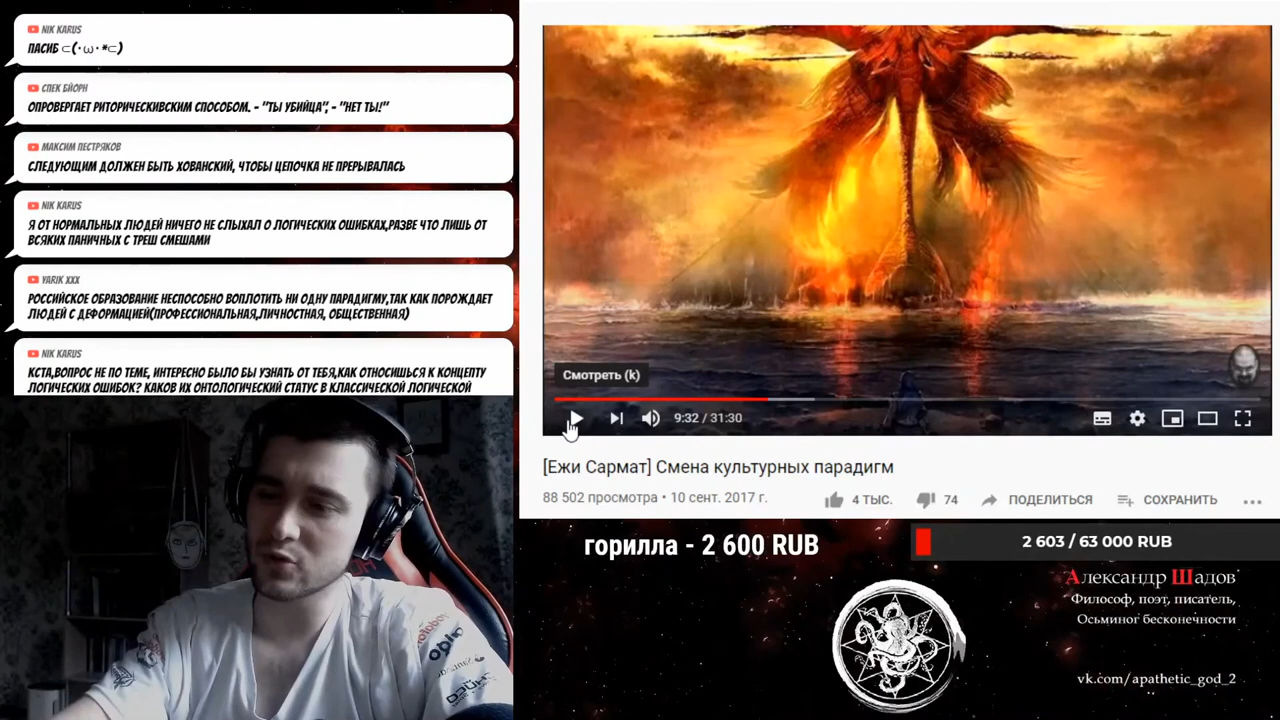 NIK KARUS
ПАСИБ ⊂(･ω･*⊂)
СПЕК БЙОРН
ОПРОВЕРГАЕТ РИТОРИЧЕСКИВСКИМ СПОСОБОМ. - "ТЫ УБИЙЦА", - "НЕТ ТЫ!"
МАКСИМ ПЕСТРЯКОВ
СЛЕДУЮЩИМ ДОЛЖЕН БЫТЬ ХОВАНСКИЙ, ЧТОБЫ ЦЕПОЧКА НЕ ПРЕРЫВАЛАСЬ
NIK KARUS
Я ОТ НОРМАЛЬНЫХ ЛЮДЕЙ НИЧЕГО НЕ СЛЫХАЛ О ЛОГИЧЕСКИХ ОШИБКАХ,РАЗВЕ ЧТО ЛИШЬ ОТ
ВСЯКИХ ПАНИЧНЫХ С ТРЕШ СМЕШАМИ
YARIK XXX
РОССИЙСКОЕ ОБРАЗОВАНИЕ НЕСПОСОБНО ВОПЛОТИТЬ НИ ОДНУ ПАРАДИГМУ,ТАК КАК ПОРОЖДАЕТ
ЛЮДЕЙ С ДЕФОРМАЦИЕЙ(ПРОФЕССИОНАЛЬНАЯ,ЛИЧНОСТНАЯ, ОБЩЕСТВЕННАЯ)
NIK KARUS
КСТА,ВОПРОС НЕ ПО ТЕМЕ, ИНТЕРЕСНО БЫЛО БЫ УЗНАТЬ ОТ ТЕБЯ,КАК ОТНОСИШЬСЯ К КОНЦЕПТУ
ЛОГИЧЕСКИХ ОШИБОК? КАКОВ ИХ ОНТОЛОГИЧЕСКИЙ СТАТУС В КЛАССИЧЕСКОЙ ЛОГИЧЕСКОЙ
Смотреть (k)
9:32 / 31:30
[Ежи Сармат] Смена культурных парадигм
88 502 просмотра • 10 сент. 2017 г.
4 ТЫС.
74
ПОДЕЛИТЬСЯ
СОХРАНИТЬ
горилла - 2 600 RUB
2 603 / 63 000 RUB
Александр Шадов
Философ, поэт, писатель,
Осьминог бесконечности
vk.com/apathetic_god_2